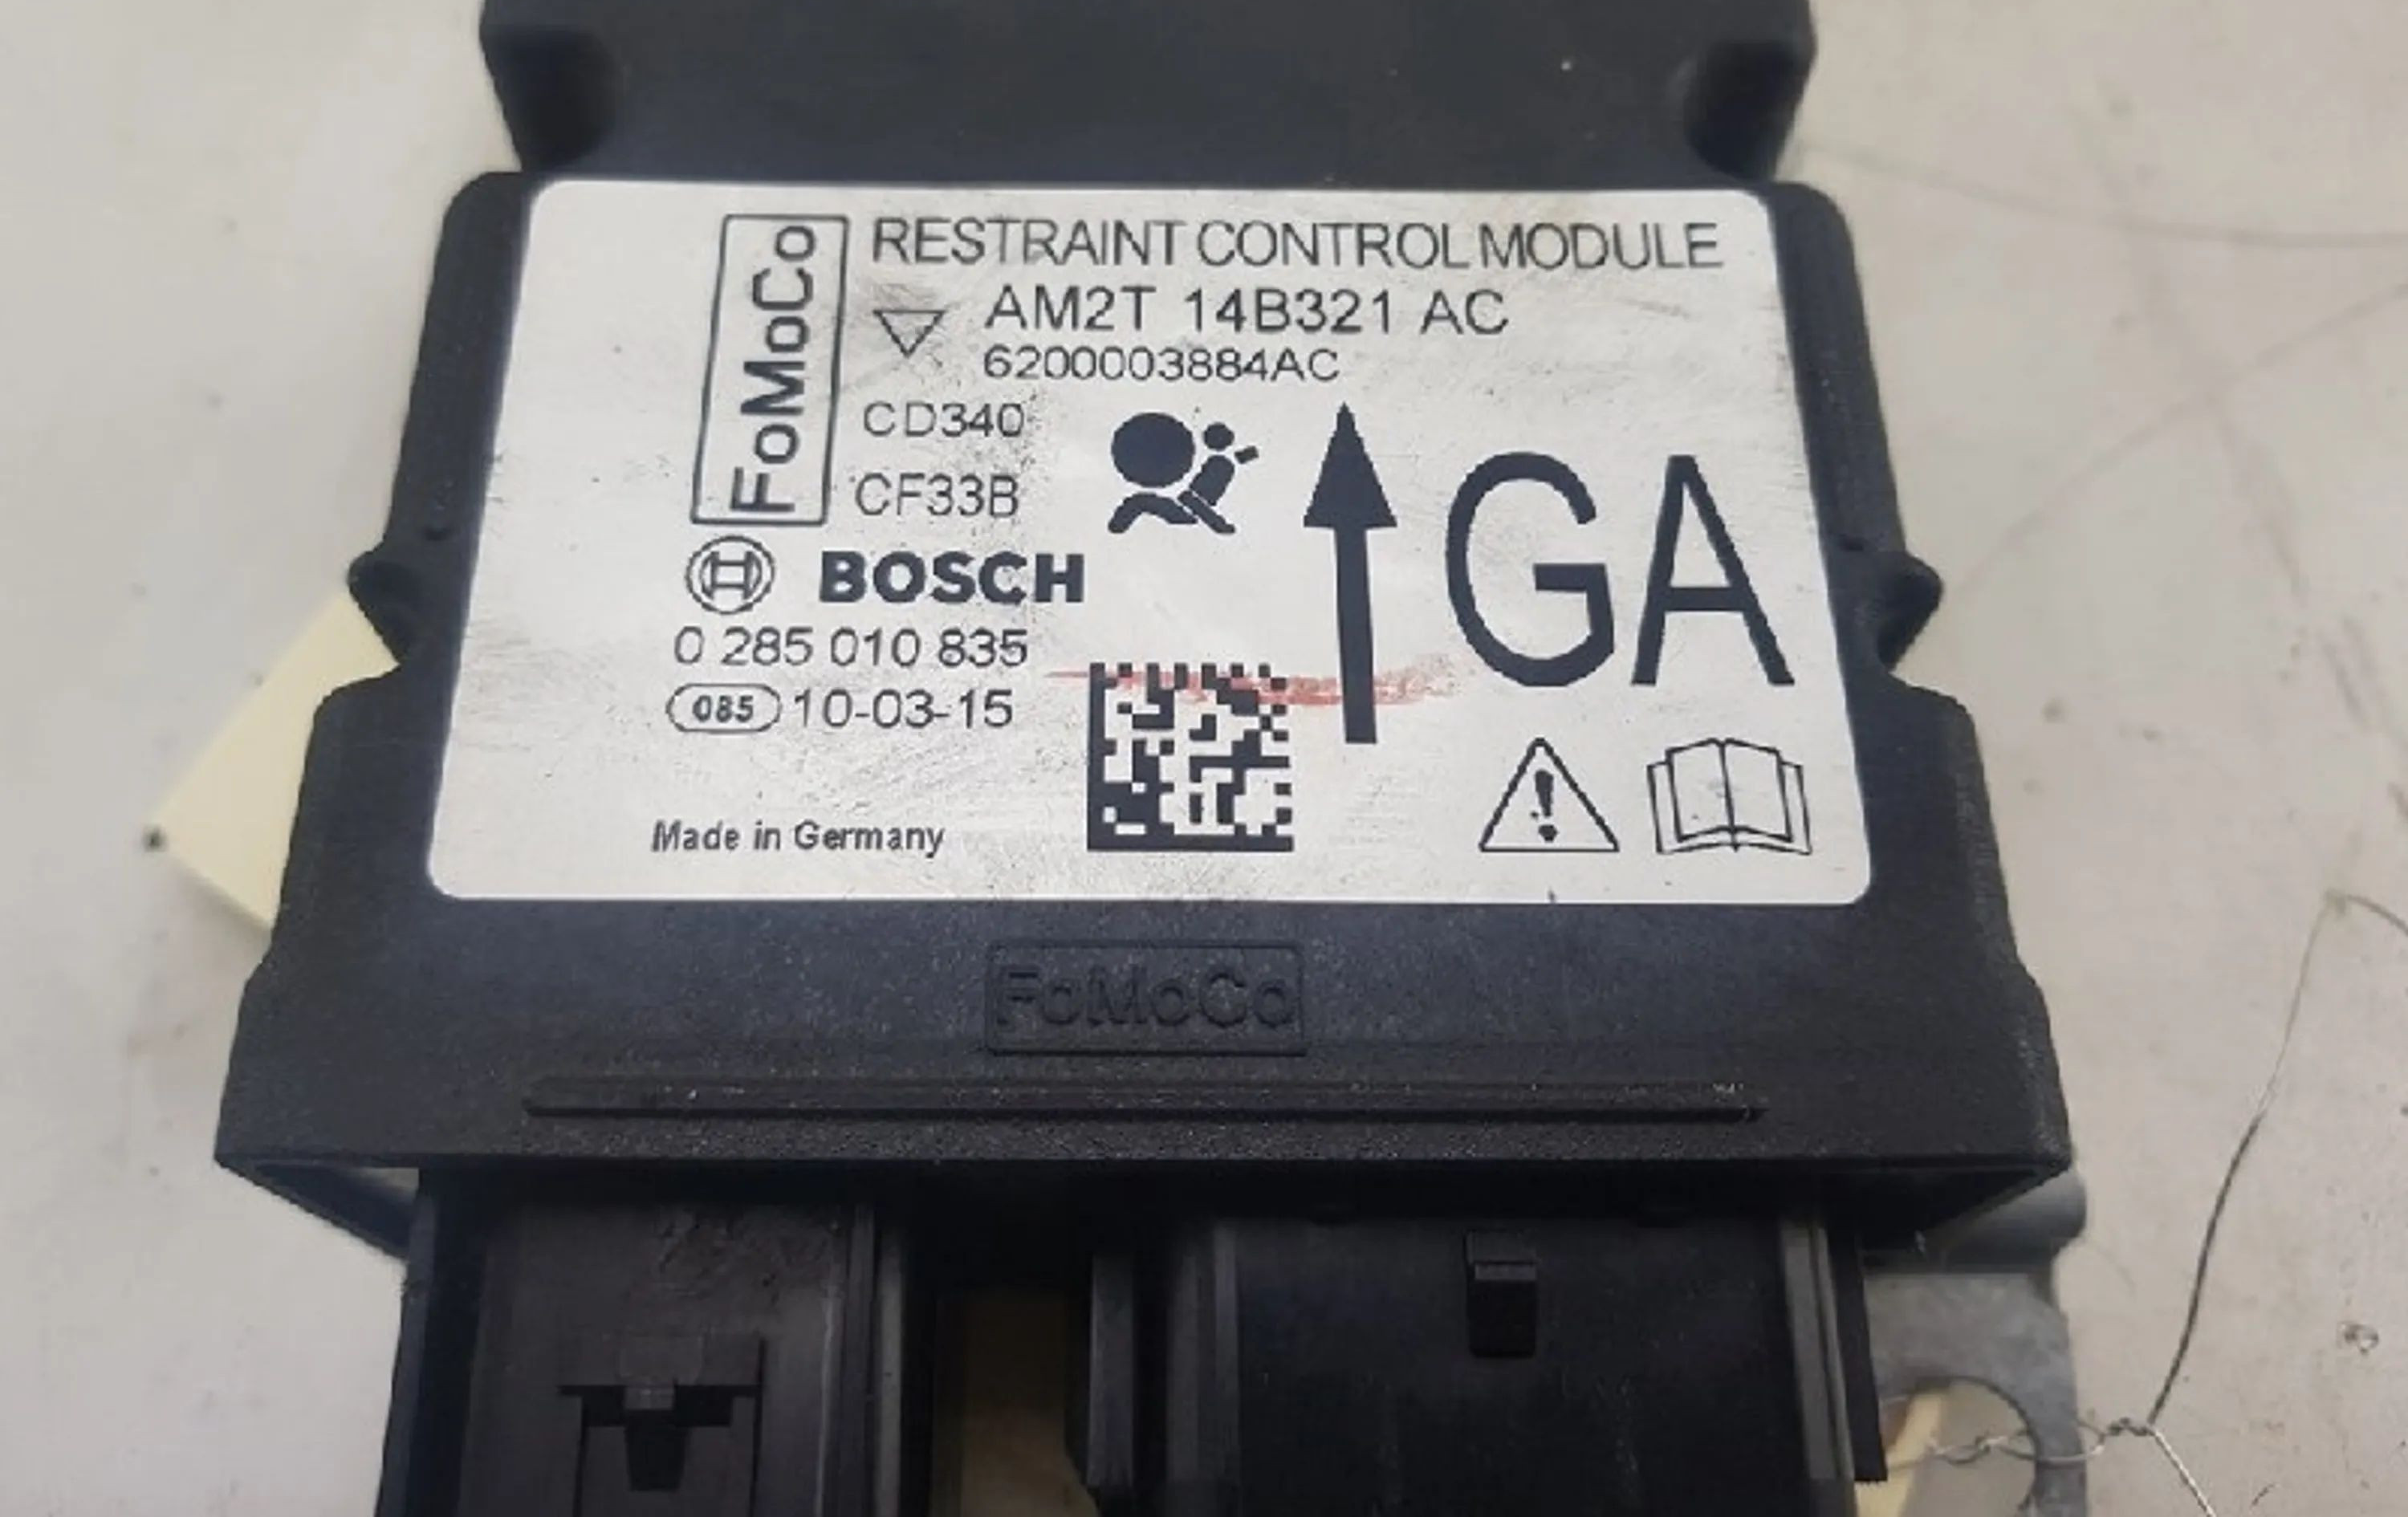 FoMoCo
RESTRAINT CONTROL MODULE
AM2T 14B321 AC
6200003884AC
CD340
CF33B
GA
BOSCH
0 285 010 835
085 10-03-15
Made in Germany
FoMoCo